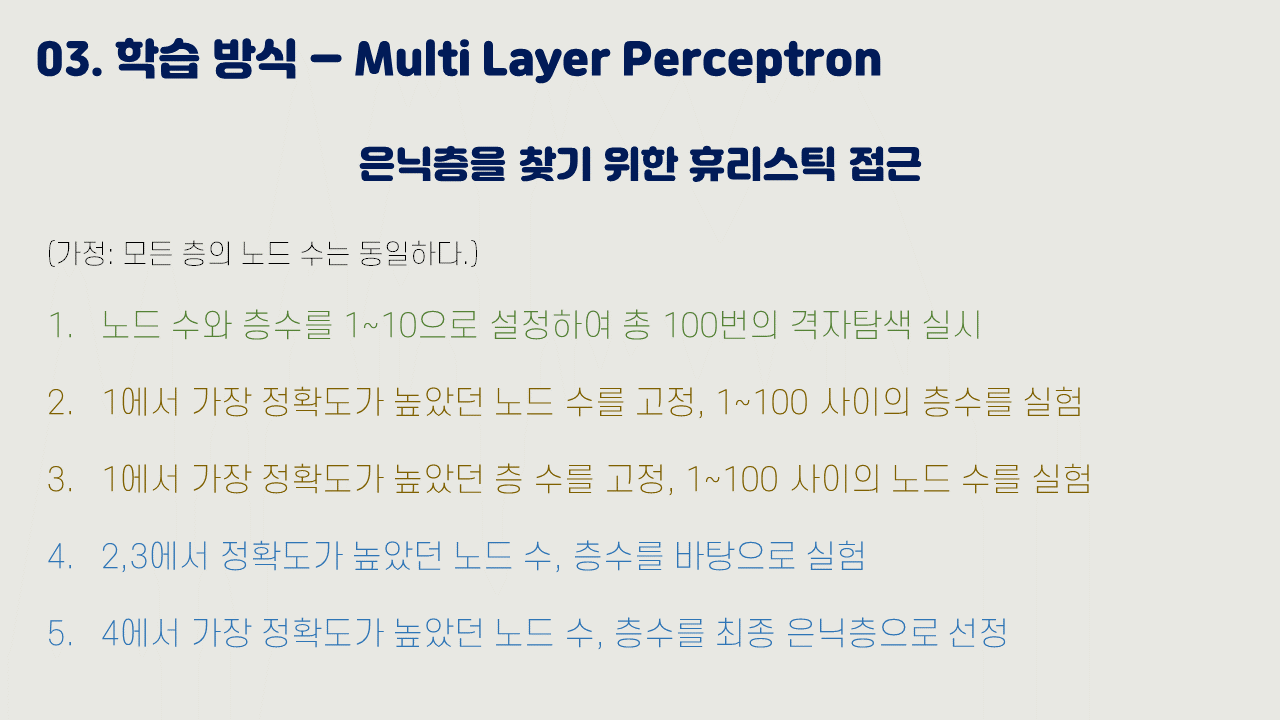 03. 학습 방식 – Multi Layer Perceptron
은닉층을 찾기 위한 휴리스틱 접근
(가정: 모든 층의 노드 수는 동일하다.)
1. 노드 수와 층수를 1~10으로 설정하여 총 100번의 격자탐색 실시
2. 1에서 가장 정확도가 높았던 노드 수를 고정, 1~100 사이의 층수를 실험
3. 1에서 가장 정확도가 높았던 층 수를 고정, 1~100 사이의 노드 수를 실험
4. 2,3에서 정확도가 높았던 노드 수, 층수를 바탕으로 실험
5. 4에서 가장 정확도가 높았던 노드 수, 층수를 최종 은닉층으로 선정